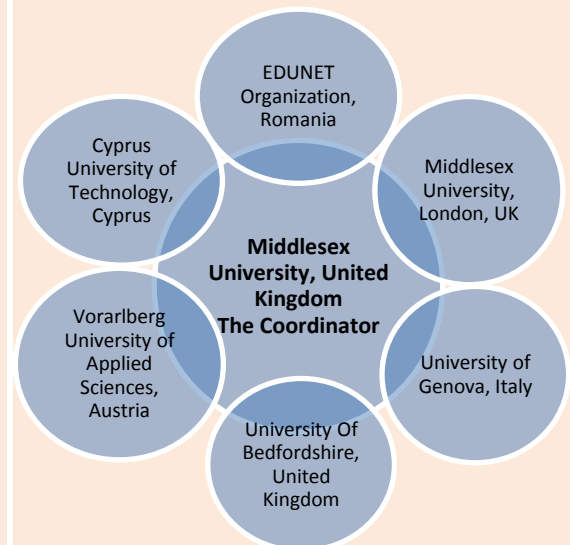 EDUNET
Organization,
Romania
Middlesex
University,
London, UK
University of
Genova, Italy
University Of
Bedfordshire,
United
Kingdom
Vorarlberg
University of
Applied
Sciences,
Austria
Cyprus
University of
Technology,
Cyprus
Middlesex
University, United
Kingdom
The Coordinator